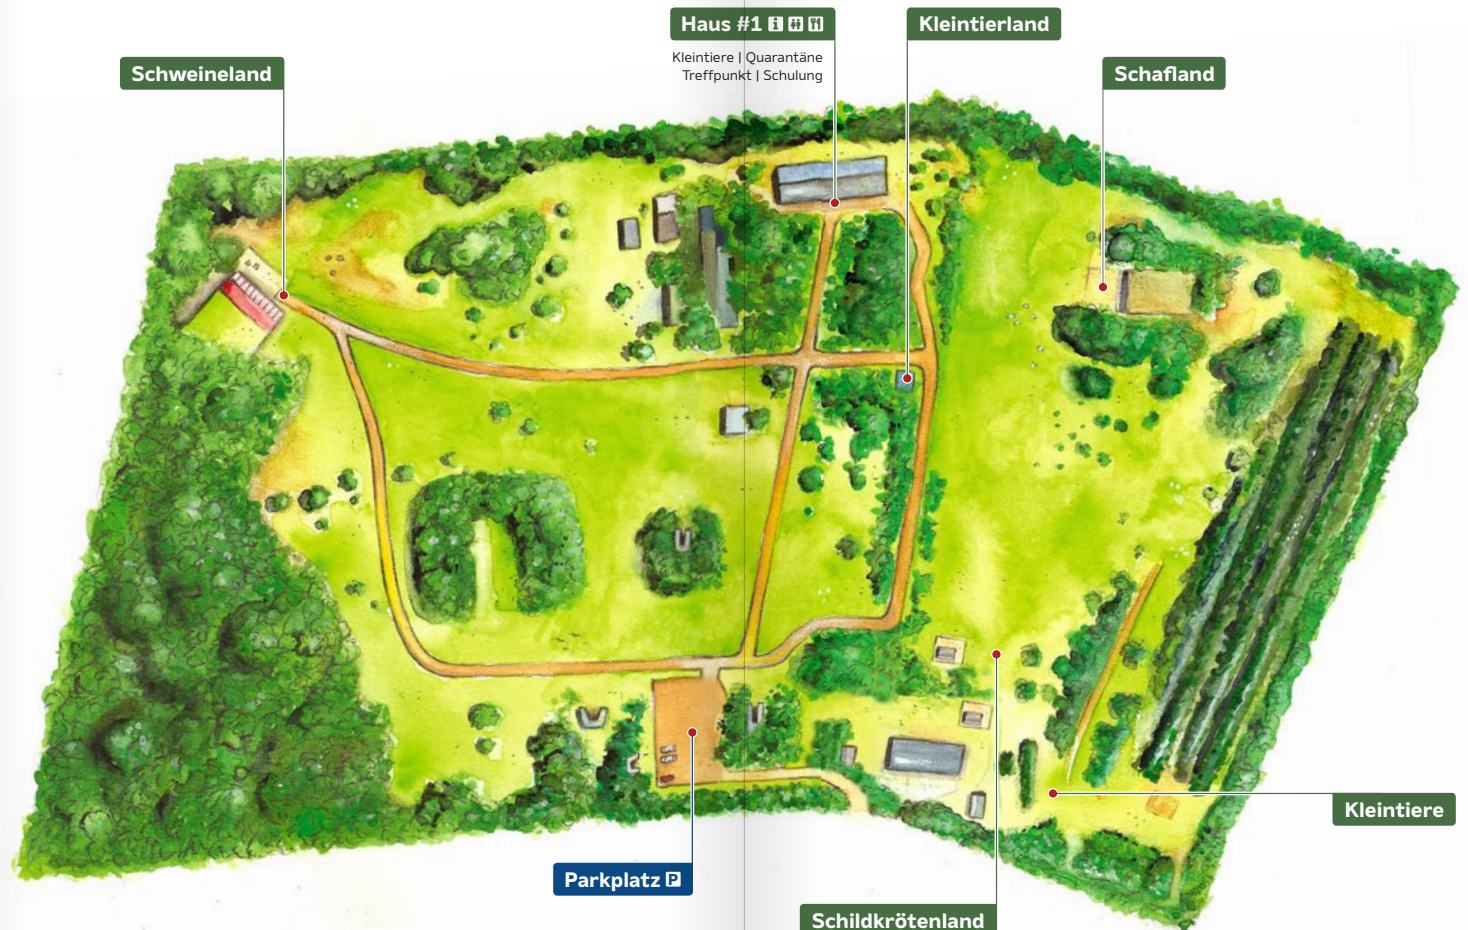 Haus #1
Kleintierland
Kleintiere | Quarantäne
Treffpunkt | Schulung
Schweineland
Schafland
Kleintiere
Parkplatz P
Schildkrötenland